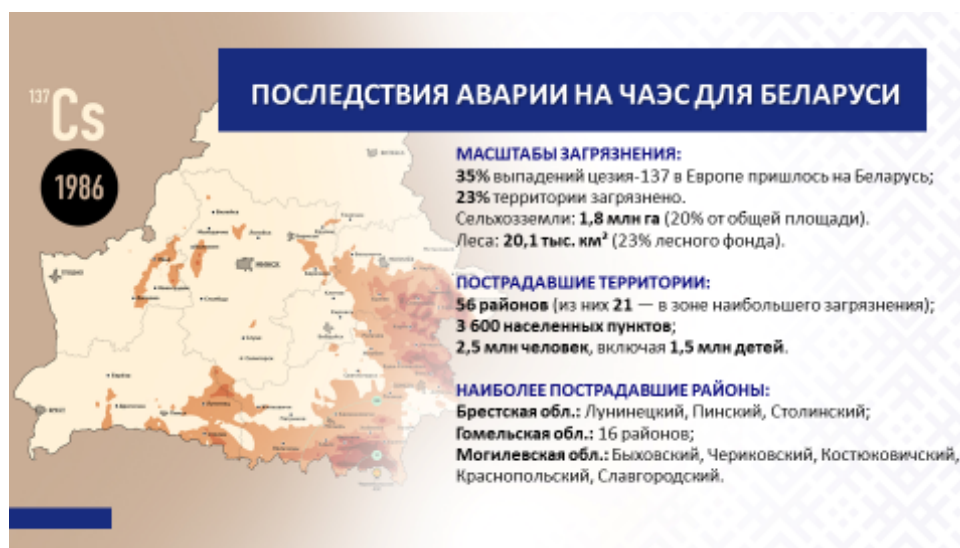 137Cs
1986
ПОСЛЕДСТВИЯ АВАРИИ НА ЧАЭС ДЛЯ БЕЛАРУСИ
МАСШТАБЫ ЗАГРЯЗНЕНИЯ:
35% выпадений цезия-137 в Европе пришлось на Беларусь;
23% территории загрязнено.
Сельхозземли: 1,8 млн га (20% от общей площади).
Леса: 20,1 тыс. км² (23% лесного фонда).
ПОСТРАДАВШИЕ ТЕРРИТОРИИ:
56 районов (из них 21 — в зоне наибольшего загрязнения);
3 600 населенных пунктов;
2,5 млн человек, включая 1,5 млн детей.
НАИБОЛЕЕ ПОСТРАДАВШИЕ РАЙОНЫ:
Брестская обл.: Лунинецкий, Пинский, Столинский;
Гомельская обл.: 16 районов;
Могилевская обл.: Быховский, Чериковский, Костюковичский,
Краснопольский, Славгородский.
МИНСК